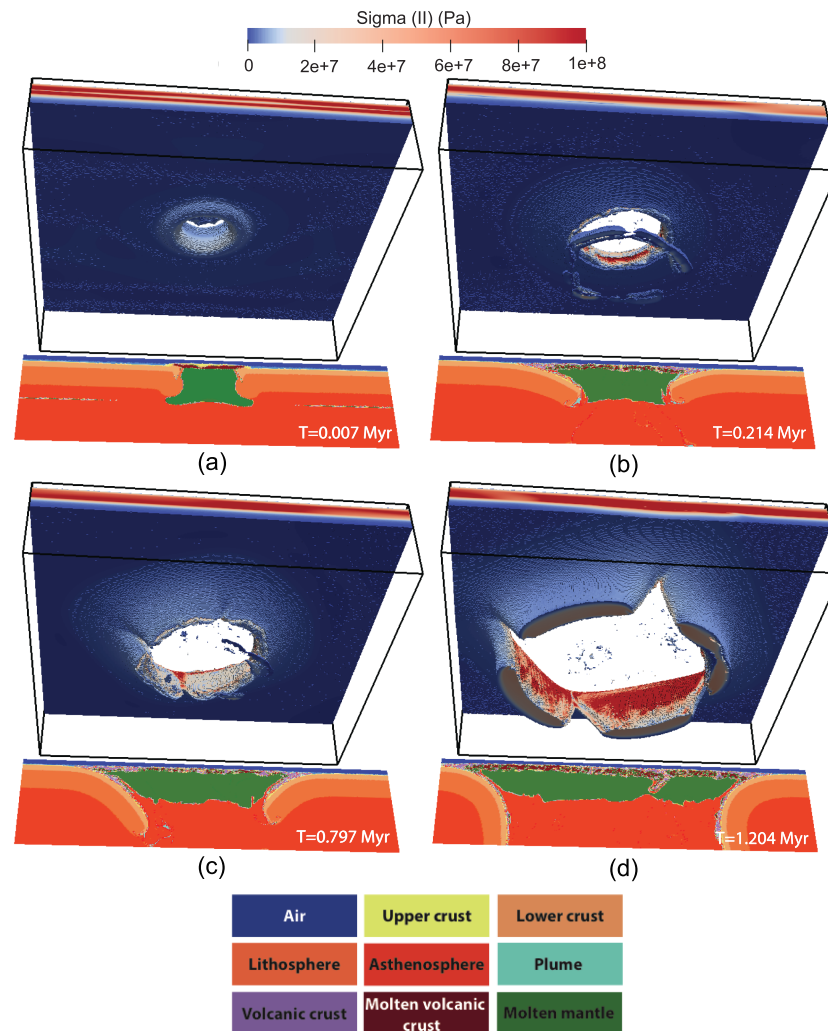 Sigma (II) (Pa)
0 2e+7 4e+7 6e+7 8e+7 1e+8
T=0.007 Myr
T=0.214 Myr
(a)
(b)
T=0.797 Myr
T=1.204 Myr
(c)
(d)
Air Upper crust Lower crust
Lithosphere Asthenosphere Plume
Volcanic crust Molten volcanic crust Molten mantle